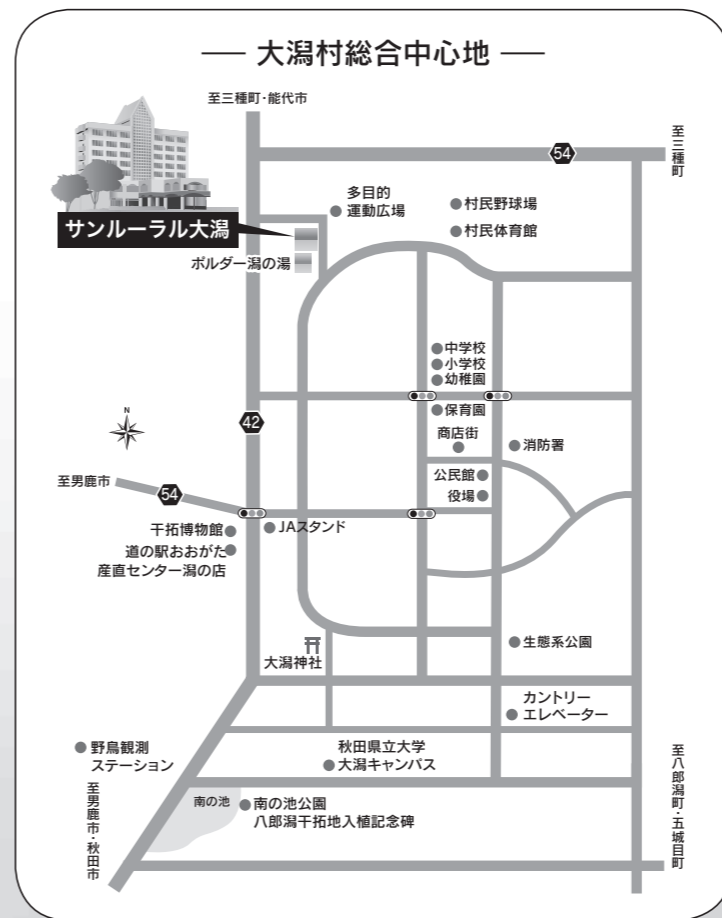 大潟村総合中心地
至三種町・能代市
54
至三種町
多目的
運動広場
村民野球場
村民体育館
サンルーラル大潟
ポルダー潟の湯
中学校
小学校
幼稚園
保育園
N
42
商店街
消防署
公民館
役場
至男鹿市
54
干拓博物館
JAスタンド
道の駅おおがた
産直センター潟の店
生態系公園
大潟神社
カントリー
エレベーター
野鳥観測
ステーション
秋田県立大学
大潟キャンパス
至男鹿市・秋田市
南の池
南の池公園
八郎潟干拓地入植記念碑
至八郎潟町・五城目町